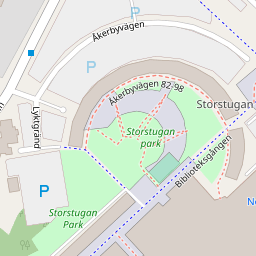 Åkerbyvägen
P
P
Åkerbyvägen 82-98
Storstugan
Lyktgränd
Storstugan
park
Biblioteksgången
P
Storstugan
Park